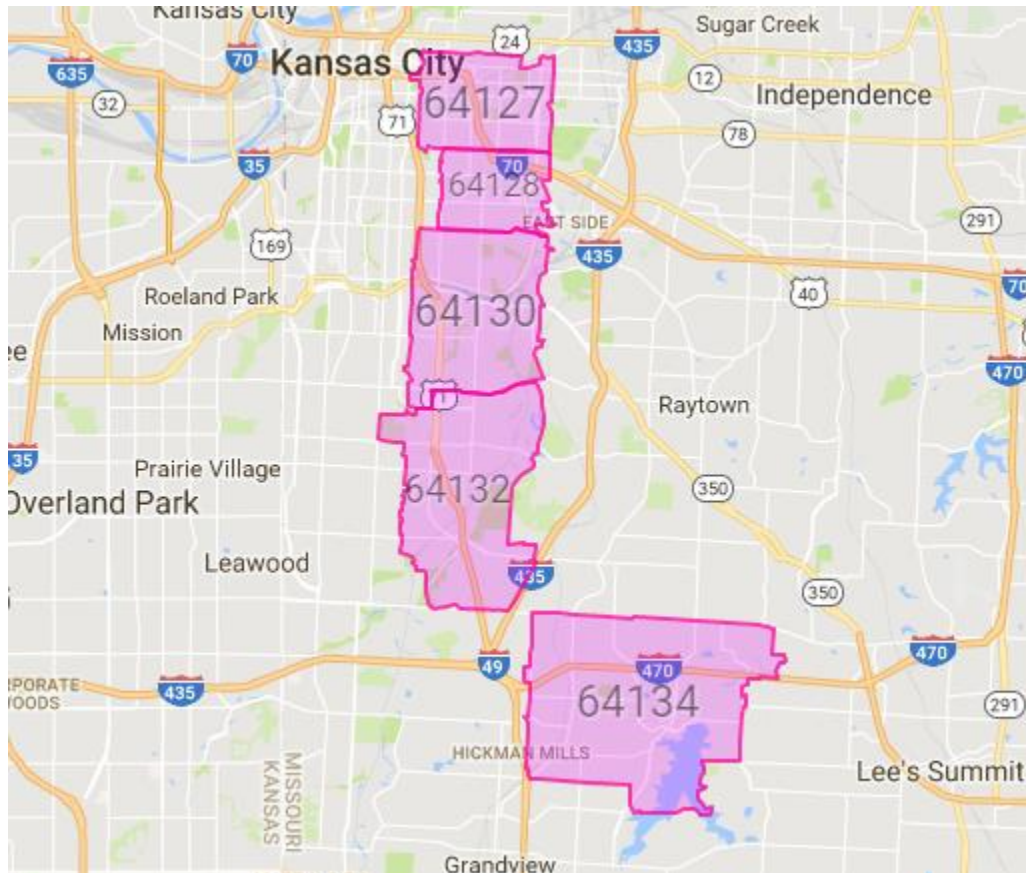 Kansas City
Sugar Creek
24
435
70
635
Kansas City
12
32
64127
Independence
71
78
35
70
64128
EAST SIDE
291
169
435
70
Roeland Park
40
64130
Mission
470
Raytown
35
Prairie Village
64132
350
Overland Park
Leawood
435
350
49
470
470
435
64134
291
HICKMAN MILLS
MISSOURI
KANSAS
Lee's Summit
Grandview